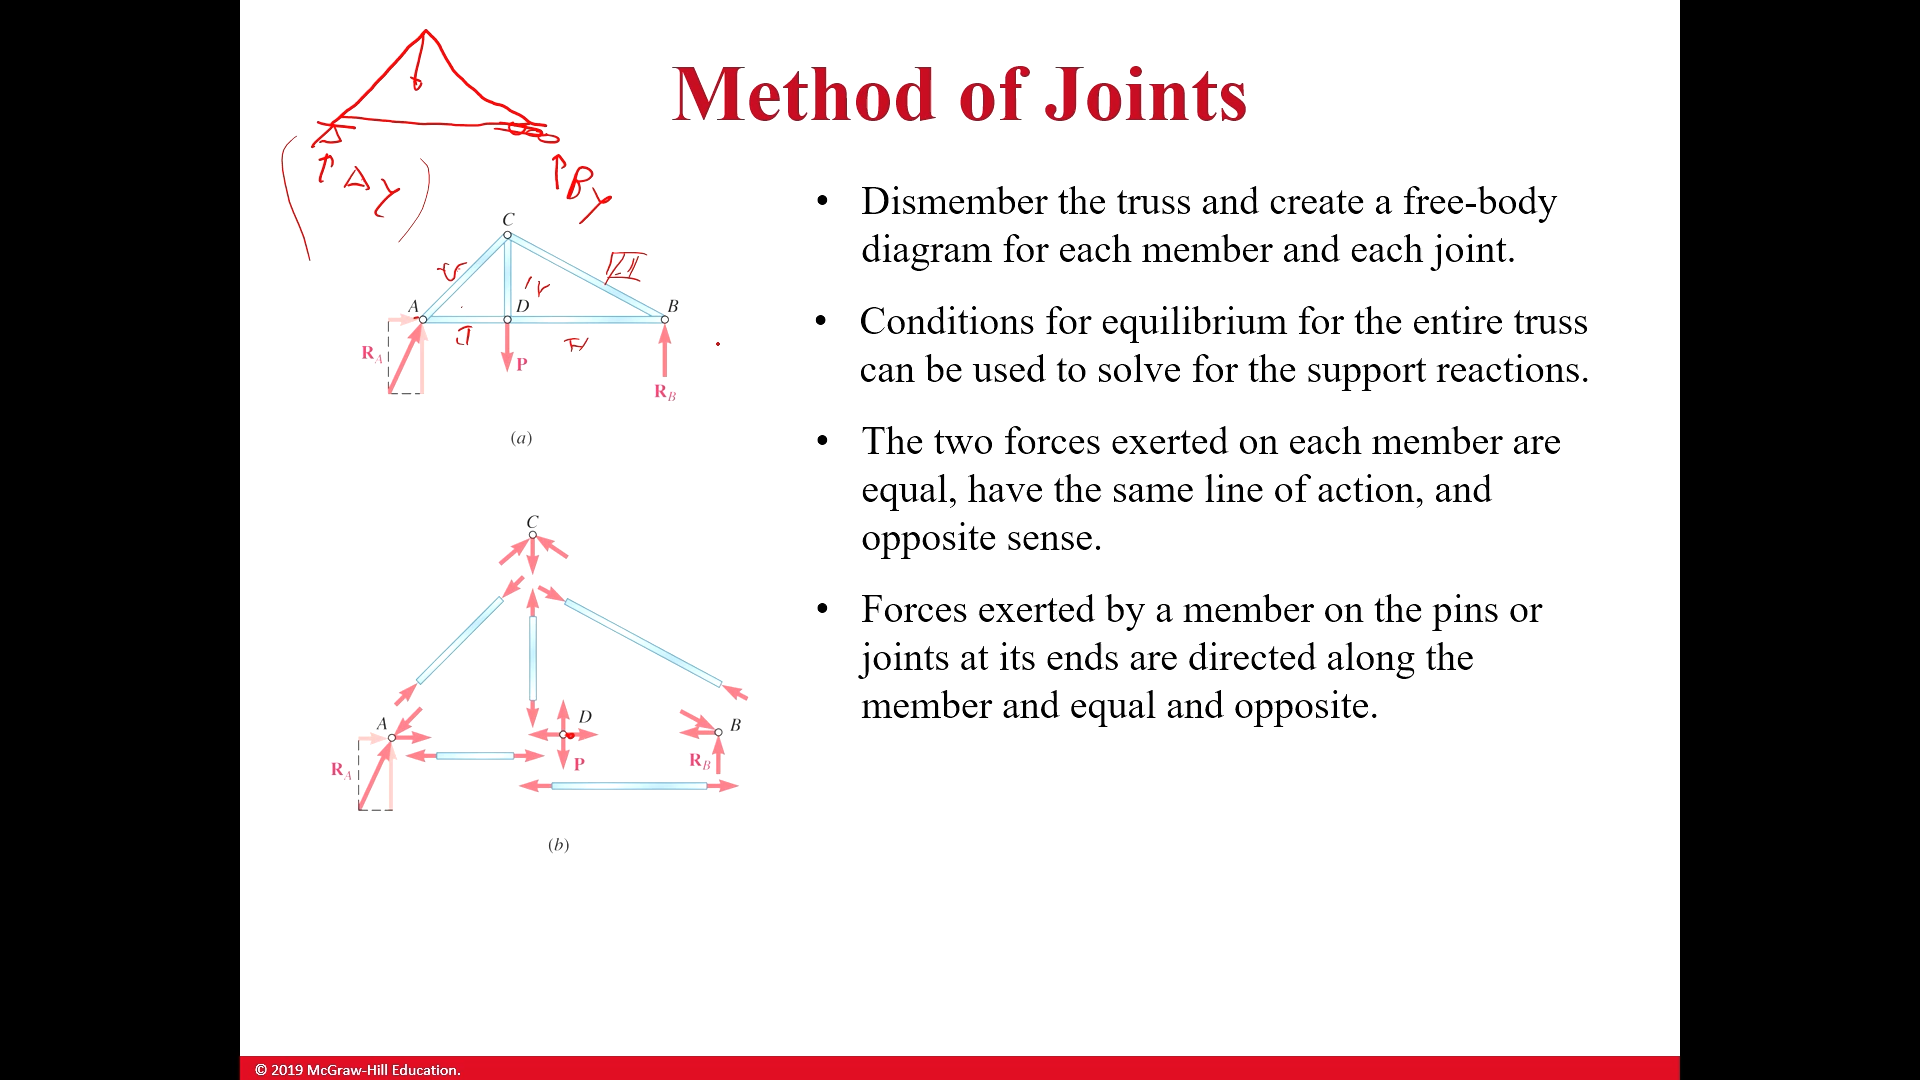 Method of Joints
By
C
A
D
B
I
II
III
IV
V
R_A
P
R_B
(a)
• Dismember the truss and create a free-body
diagram for each member and each joint.
• Conditions for equilibrium for the entire truss
can be used to solve for the support reactions.
• The two forces exerted on each member are
equal, have the same line of action, and
opposite sense.
• Forces exerted by a member on the pins or
joints at its ends are directed along the
member and equal and opposite.
C
A
D
B
R_A
P
R_B
(b)
© 2019 McGraw-Hill Education.